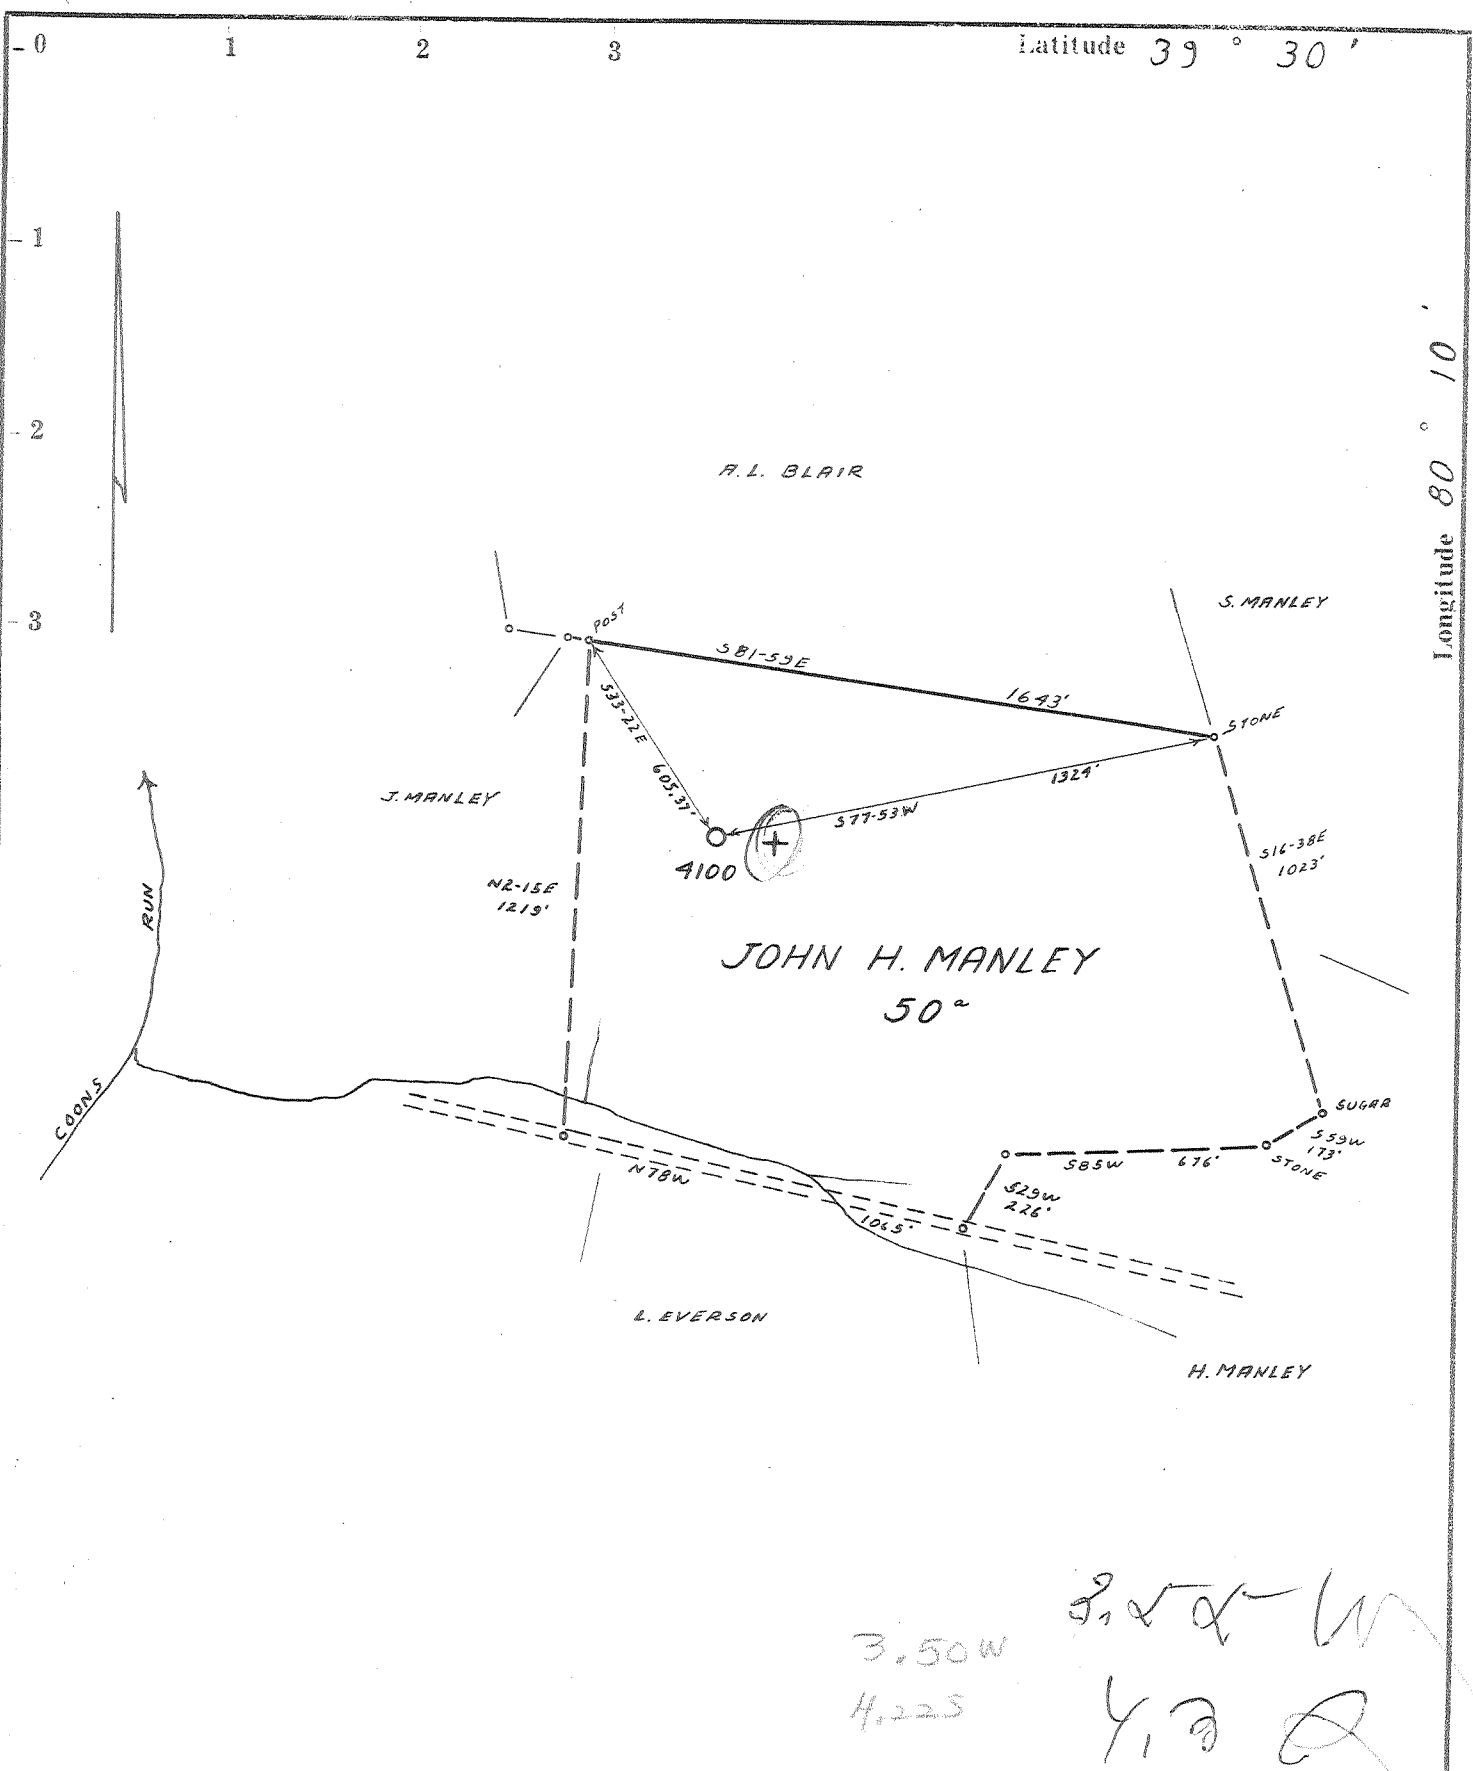 - 0 1 2 3 Latitude 39 ° 30 '
- 1
- 2
- 3
Longitude 80 ° 10 '
A.L. BLAIR
S. MANLEY
POST
S81-59E 1643'
STONE
S33-22E 605.39'
S77-53W 1324'
J. MANLEY
4100
+
S16-38E
1023'
N2-15E
1219'
RUN
JOHN H. MANLEY
50ᵃ
COONS
SUGAR
S59W
173'
STONE
S85W 676'
S29W
226'
N78W 1065'
L. EVERSON
H. MANLEY
3.50W
4.22S